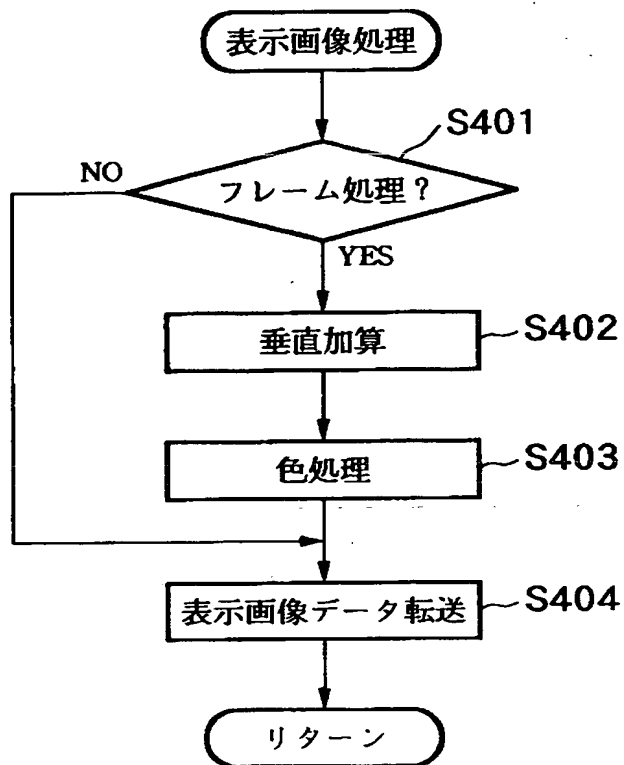 表示画像処理
S401
NO
フレーム処理？
YES
垂直加算
S402
色処理
S403
表示画像データ転送
S404
リターン